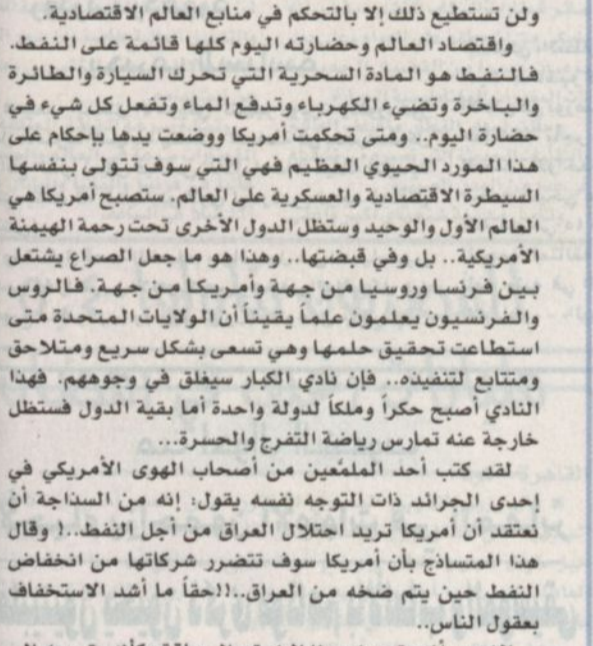 ولن تستطيع ذلك إلا بالتحكم في منابع العالم الاقتصادية.
واقتصاد العالم وحضارته اليوم كلها قائمة على النفط.
فالنفط هو المادة السحرية التي تحرك السيارة والطائرة
والباخرة وتضيء الكهرباء وتدفع الماء وتفعل كل شيء في
حضارة اليوم.. ومتى تحكمت أمريكا ووضعت يدها بإحكام على
هذا المورد الحيوي العظيم فهي التي سوف تتولى بنفسها
السيطرة الاقتصادية والعسكرية على العالم. ستصبح أمريكا هي
العالم الأول والوحيد وستظل الدول الأخرى تحت رحمة الهيمنة
الأمريكية.. بل وفي قبضتها.. وهذا هو ما جعل الصراع يشتعل
بين فرنسا وروسيا من جهة وأمريكا من جهة. فالروس
والفرنسيون يعلمون علماً يقيناً أن الولايات المتحدة متى
استطاعت تحقيق حلمها وهي تسعى بشكل سريع ومتلاحق
ومتتابع لتنفيذه.. فإن نادي الكبار سيغلق في وجوههم. فهذا
النادي أصبح حكراً وملكاً لدولة واحدة أما بقية الدول فستظل
خارجة عنه تمارس رياضة التفرج والحسرة...
لقد كتب أحد الملمّعين من أصحاب الهوى الأمريكي في
إحدى الجرائد ذات التوجه نفسه يقول: إنه من السذاجة أن
نعتقد أن أمريكا تريد احتلال العراق من أجل النفط..! وقال
هذا المتساذج بأن أمريكا سوف تتضرر شركاتها من انخفاض
النفط حين يتم ضخه من العراق..!!حقاً ما أشد الاستخفاف
بعقول الناس..